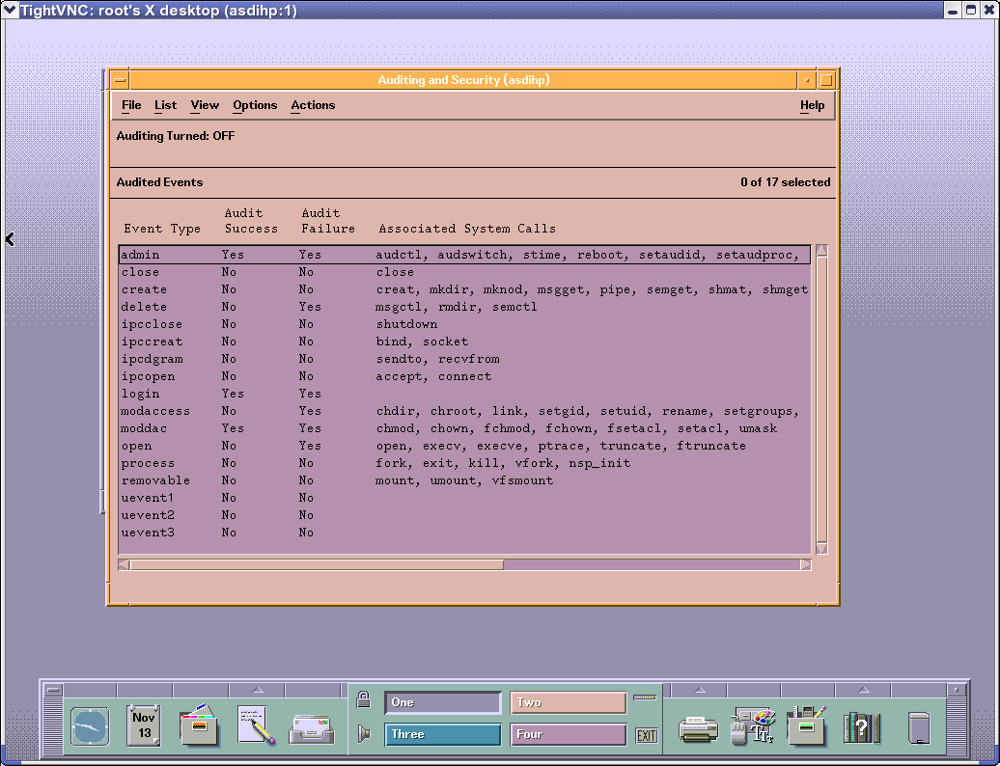 TightVNC: root's X desktop (asdihp:1)
Auditing and Security (asdihp)
File List View Options Actions Help
Auditing Turned: OFF
Audited Events 0 of 17 selected
Audit Audit
Event Type Success Failure Associated System Calls
admin Yes Yes audctl, audswitch, stime, reboot, setaudid, setaudproc,
close No No close
create No No creat, mkdir, mknod, msgget, pipe, semget, shmat, shmget
delete No Yes msgctl, rmdir, semctl
ipcclose No No shutdown
ipccreat No No bind, socket
ipcdgram No No sendto, recvfrom
ipcopen No No accept, connect
login Yes Yes
modaccess No Yes chdir, chroot, link, setgid, setuid, rename, setgroups,
moddac Yes Yes chmod, chown, fchmod, fchown, fsetacl, setacl, umask
open No Yes open, execv, execve, ptrace, truncate, ftruncate
process No No fork, exit, kill, vfork, nsp_init
removable No No mount, umount, vfsmount
uevent1 No No
uevent2 No No
uevent3 No No
One Two
Three Four EXIT
Nov
13
?